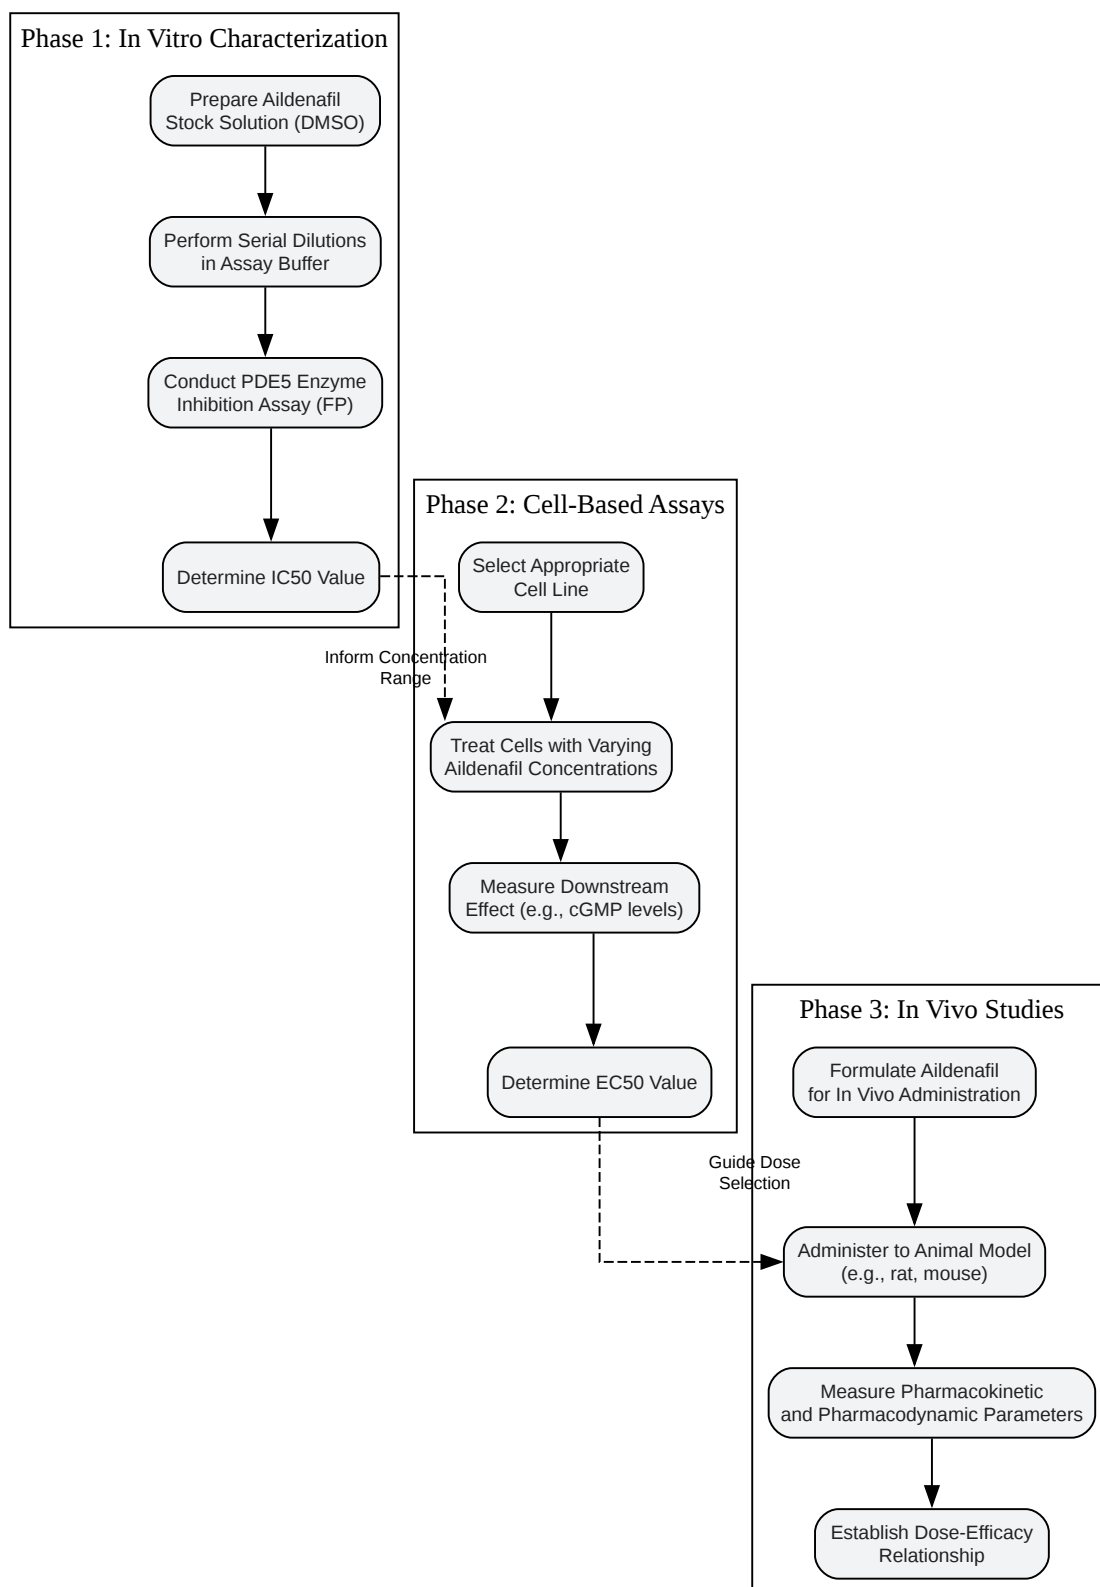 Phase 1: In Vitro Characterization
Prepare Aildenafil
Stock Solution (DMSO)
Perform Serial Dilutions
in Assay Buffer
Conduct PDE5 Enzyme
Inhibition Assay (FP)
Determine IC50 Value
Inform Concentration
Range
Phase 2: Cell-Based Assays
Select Appropriate
Cell Line
Treat Cells with Varying
Aildenafil Concentrations
Measure Downstream
Effect (e.g., cGMP levels)
Determine EC50 Value
Guide Dose
Selection
Phase 3: In Vivo Studies
Formulate Aildenafil
for In Vivo Administration
Administer to Animal Model
(e.g., rat, mouse)
Measure Pharmacokinetic
and Pharmacodynamic Parameters
Establish Dose-Efficacy
Relationship